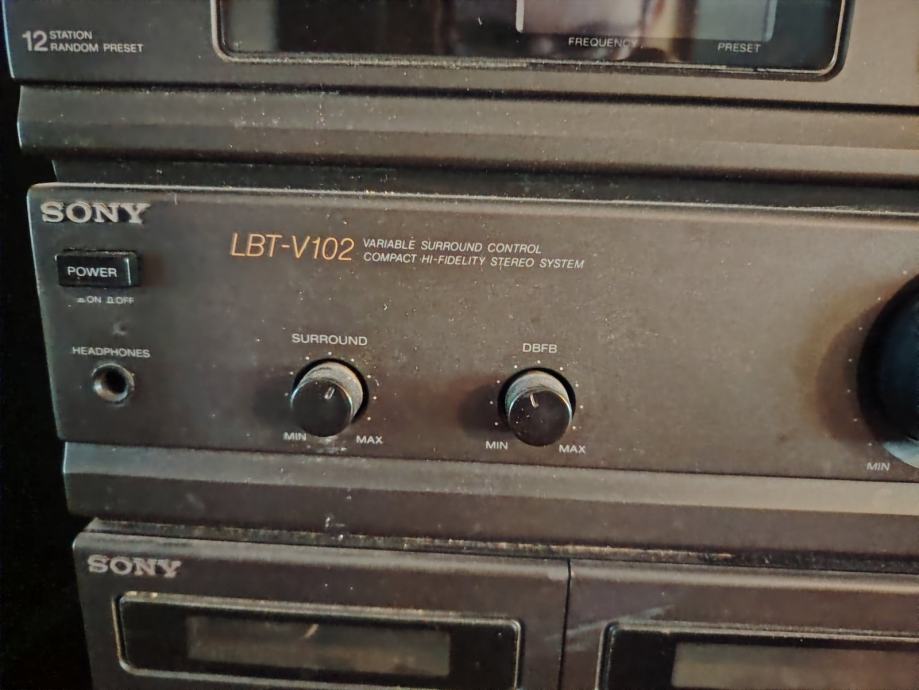 12 STATION
RANDOM PRESET
FREQUENCY
PRESET
SONY
LBT-V102
VARIABLE SURROUND CONTROL
COMPACT HI-FIDELITY STEREO SYSTEM
POWER
ON OFF
HEADPHONES
SURROUND
MIN MAX
DBFB
MIN MAX
MIN
SONY